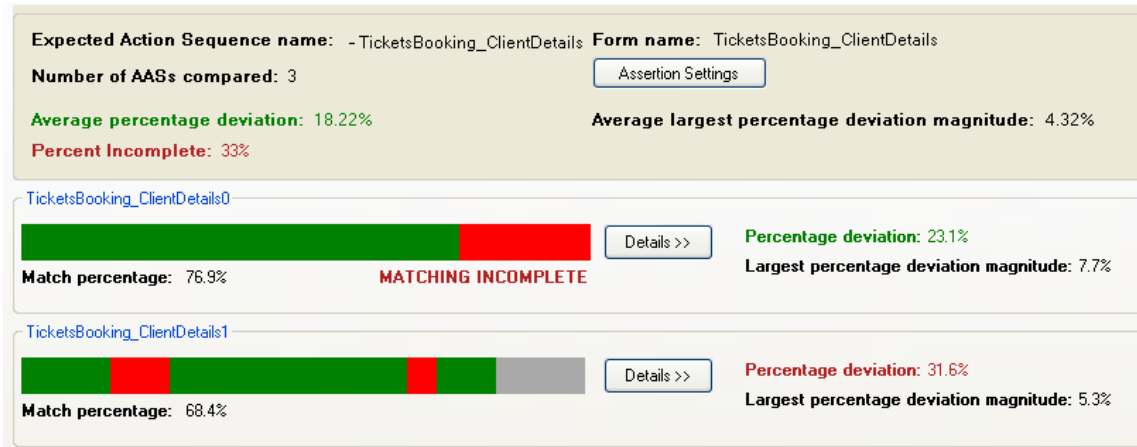 Expected Action Sequence name: - TicketsBooking_ClientDetails Form name: TicketsBooking_ClientDetails
Number of AASs compared: 3 Assertion Settings
Average percentage deviation: 18.22% Average largest percentage deviation magnitude: 4.32%
Percent Incomplete: 33%
TicketsBooking_ClientDetails0
Details >> Percentage deviation: 23.1%
Match percentage: 76.9% MATCHING INCOMPLETE Largest percentage deviation magnitude: 7.7%
TicketsBooking_ClientDetails1
Details >> Percentage deviation: 31.6%
Match percentage: 68.4% Largest percentage deviation magnitude: 5.3%